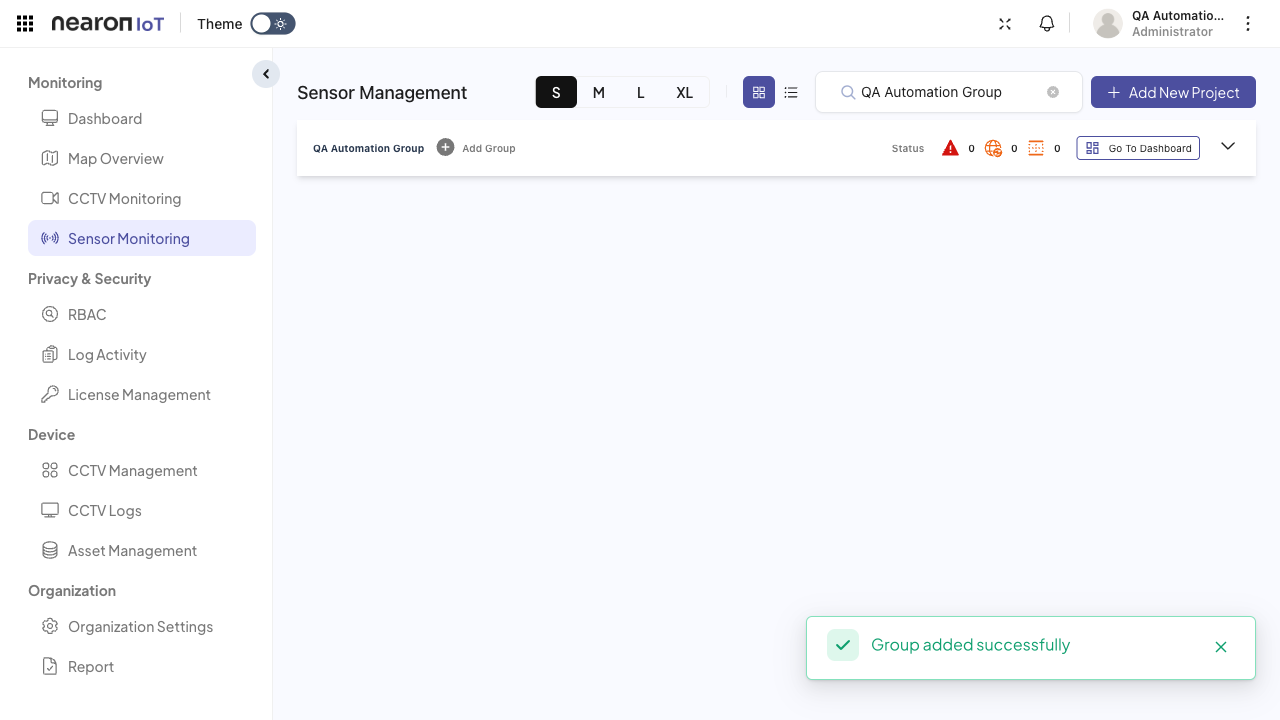 nearon IoT
Theme
QA Automatio...
Administrator
Monitoring
Dashboard
Map Overview
CCTV Monitoring
Sensor Monitoring
Privacy & Security
RBAC
Log Activity
License Management
Device
CCTV Management
CCTV Logs
Asset Management
Organization
Organization Settings
Report
Sensor Management
S M L XL
QA Automation Group
Add New Project
QA Automation Group
Add Group
Status 0 0 0
Go To Dashboard
Group added successfully